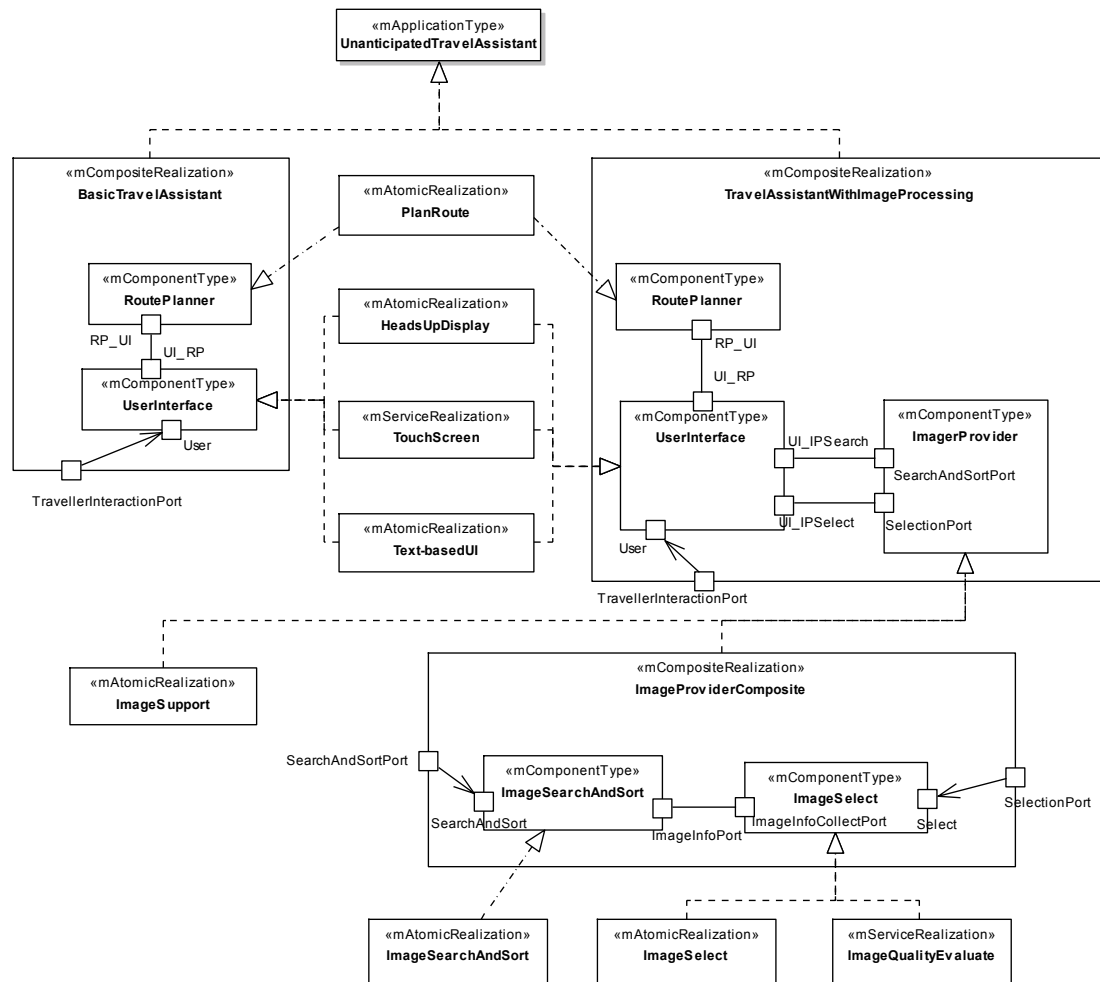 «mApplicationType»
UnanticipatedTravelAssistant
«mCompositeRealization»
BasicTravelAssistant
«mComponentType»
RoutePlanner
RP_UI
UI_RP
«mComponentType»
UserInterface
User
TravellerInteractionPort
«mAtomicRealization»
PlanRoute
«mAtomicRealization»
HeadsUpDisplay
«mServiceRealization»
TouchScreen
«mAtomicRealization»
Text-basedUI
«mCompositeRealization»
TravelAssistantWithImageProcessing
«mComponentType»
RoutePlanner
RP_UI
UI_RP
«mComponentType»
UserInterface
UI_IPSearch
UI_IPSelect
User
TravellerInteractionPort
«mComponentType»
ImagerProvider
SearchAndSortPort
SelectionPort
«mAtomicRealization»
ImageSupport
«mCompositeRealization»
ImageProviderComposite
SearchAndSortPort
«mComponentType»
ImageSearchAndSort
SearchAndSort
ImageInfoPort
«mComponentType»
ImageSelect
ImageInfoCollectPort
Select
SelectionPort
«mAtomicRealization»
ImageSearchAndSort
«mAtomicRealization»
ImageSelect
«mServiceRealization»
ImageQualityEvaluate